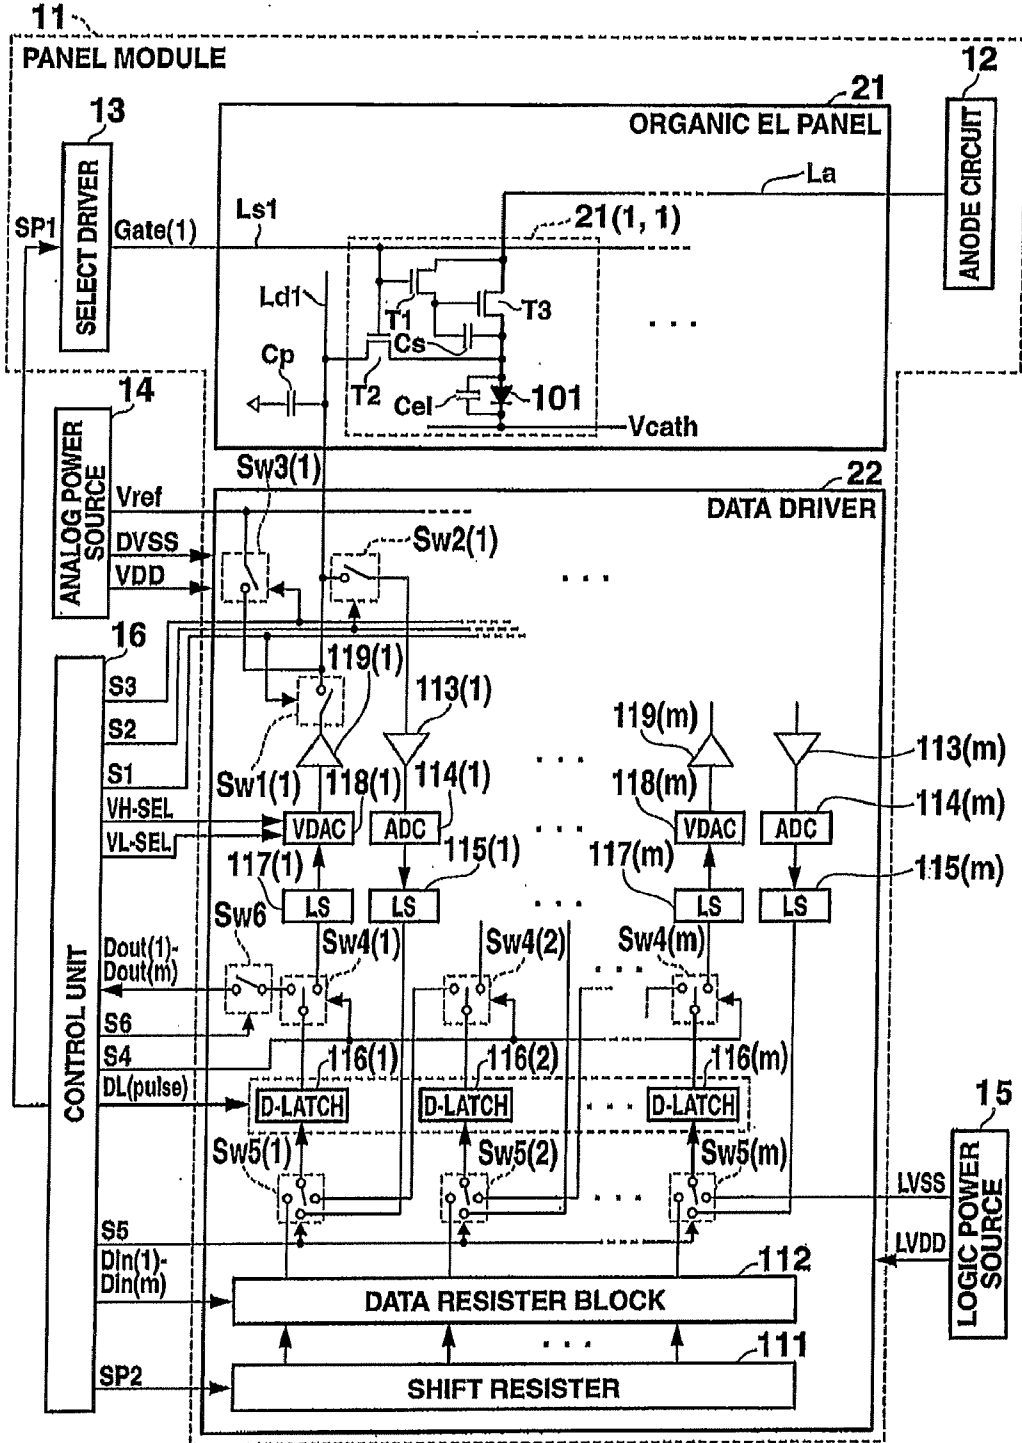 11
PANEL MODULE
12
ANODE CIRCUIT
13
SELECT DRIVER
21
ORGANIC EL PANEL
La
SP1
Gate(1)
Ls1
21(1, 1)
Ld1
T1
T3
Cs
Cp
T2
Cel
101
Vcath
14
ANALOG POWER
SOURCE
Vref
DVSS
VDD
Sw3(1)
22
DATA DRIVER
Sw2(1)
16
CONTROL UNIT
S3
S2
S1
VH-SEL
VL-SEL
119(1)
113(1)
Sw1(1)
118(1)
114(1)
119(m)
113(m)
118(m)
114(m)
VDAC
ADC
VDAC
ADC
117(1)
115(1)
117(m)
115(m)
LS
LS
LS
LS
Sw6
Sw4(1)
Sw4(2)
Sw4(m)
Dout(1)-
Dout(m)
S6
S4
DL(pulse)
116(1)
116(2)
116(m)
D-LATCH
D-LATCH
D-LATCH
15
LOGIC POWER
SOURCE
Sw5(1)
Sw5(2)
Sw5(m)
LVSS
LVDD
S5
Din(1)-
Din(m)
112
DATA RESISTER BLOCK
111
SP2
SHIFT RESISTER